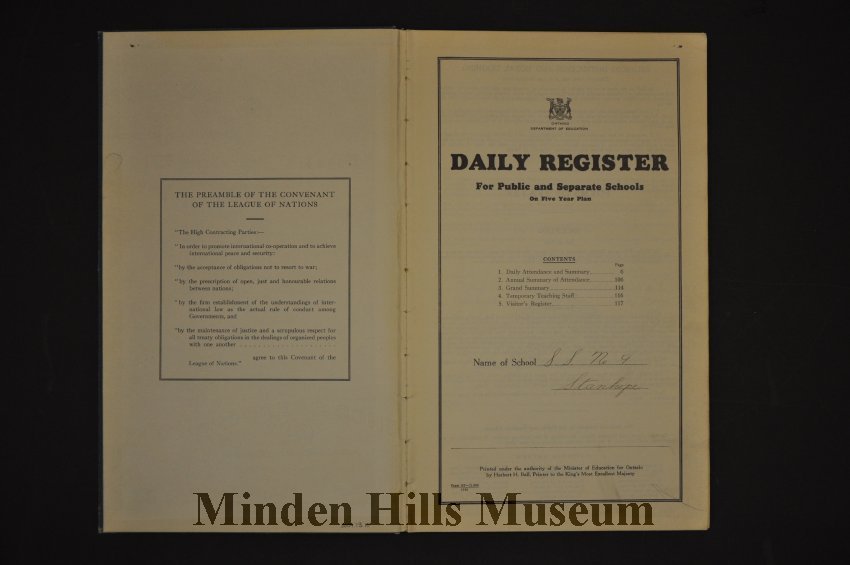 THE PREAMBLE OF THE CONVENANT
OF THE LEAGUE OF NATIONS
"The High Contracting Parties:—
"In order to promote international co-operation and to achieve
international peace and security:
"by the acceptance of obligations not to resort to war;
"by the prescription of open, just and honourable relations
between nations;
"by the firm establishment of the understandings of inter-
national law as the actual rule of conduct among
Governments, and
"by the maintenance of justice and a scrupulous respect for
all treaty obligations in the dealings of organized peoples
with one another . . . . . . . . . . . . . . . . . . . .
agree to this Covenant of the
League of Nations."
ONTARIO
DEPARTMENT OF EDUCATION
DAILY REGISTER
For Public and Separate Schools
On Five Year Plan
CONTENTS
Page
1. Daily Attendance and Summary 6
2. Annual Summary of Attendance 106
3. Grand Summary 114
4. Temporary Teaching Staff 116
5. Visitor's Register 117
Name of School S S No 4
Stanhope
Printed under the authority of the Minister of Education for Ontario
by Herbert H. Ball, Printer to the King's Most Excellent Majesty
Minden Hills Museum